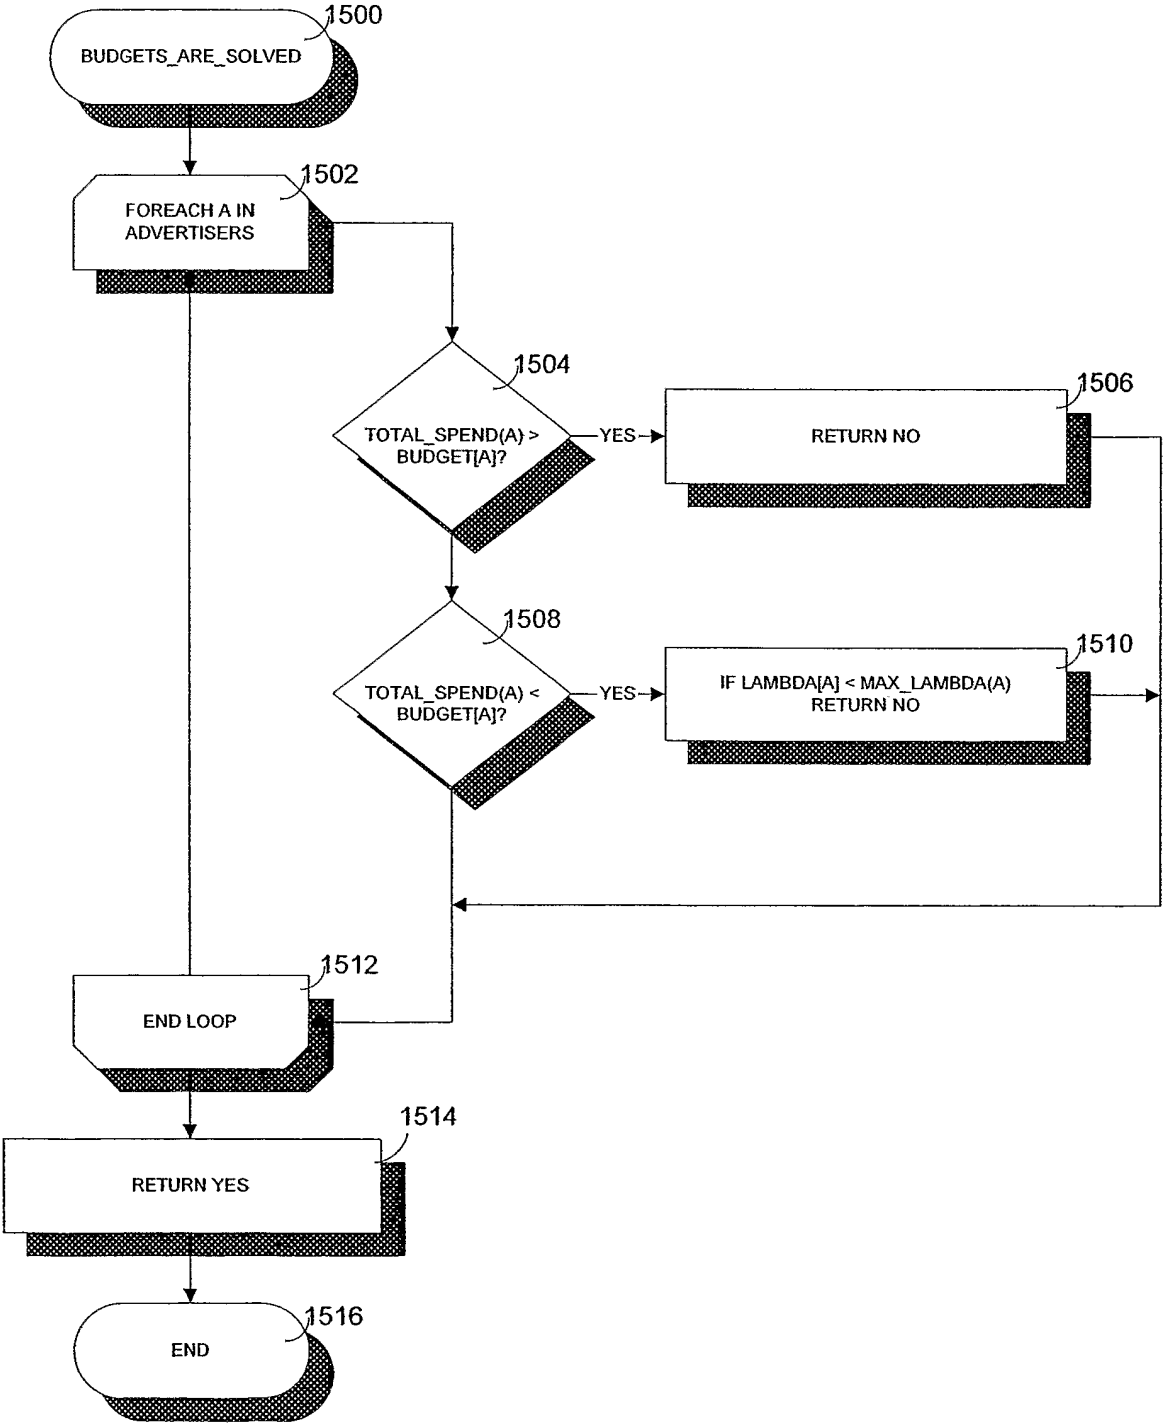 1500
BUDGETS_ARE_SOLVED
1502
FOREACH A IN
ADVERTISERS
1504
TOTAL_SPEND(A) >
BUDGET[A]?
YES
1506
RETURN NO
1508
TOTAL_SPEND(A) <
BUDGET[A]?
YES
1510
IF LAMBDA[A] < MAX_LAMBDA(A)
RETURN NO
1512
END LOOP
1514
RETURN YES
1516
END